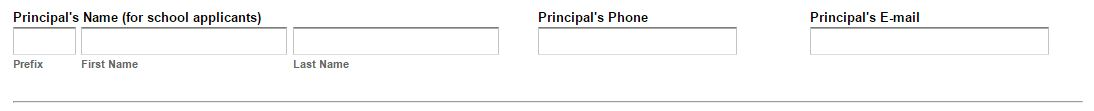 Principal's Name (for school applicants) Principal's Phone Principal's E-mail
Prefix First Name Last Name